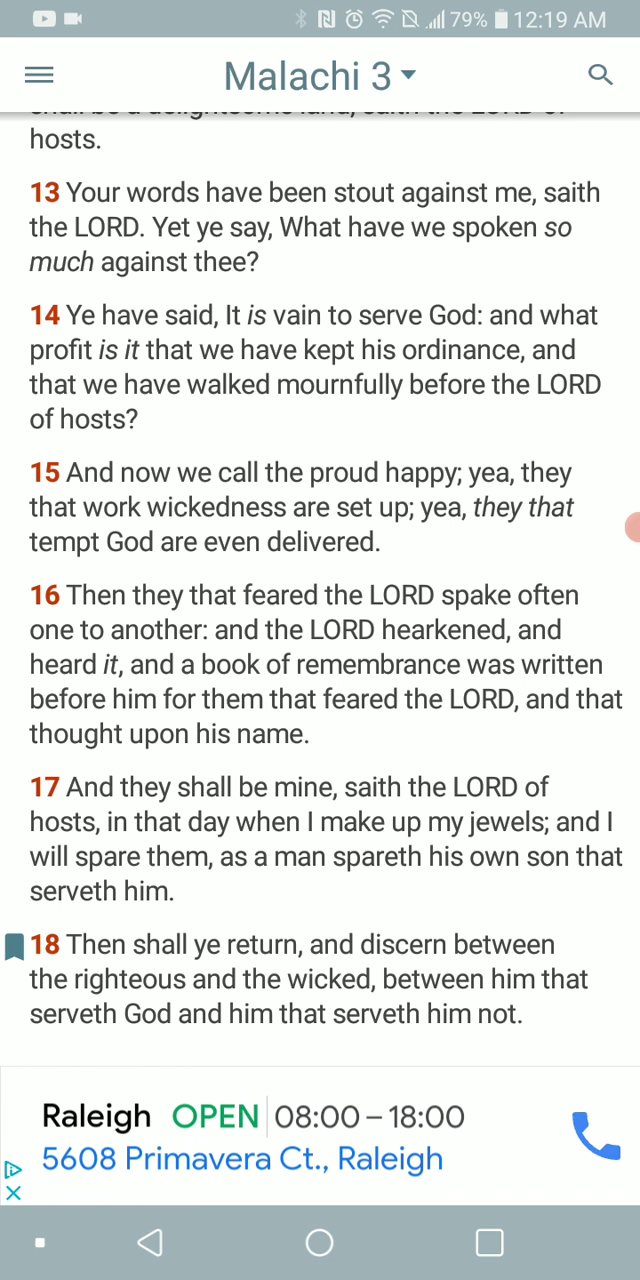 79% 12:19 AM
Malachi 3
hosts.
13 Your words have been stout against me, saith
the LORD. Yet ye say, What have we spoken so
much against thee?
14 Ye have said, It is vain to serve God: and what
profit is it that we have kept his ordinance, and
that we have walked mournfully before the LORD
of hosts?
15 And now we call the proud happy; yea, they
that work wickedness are set up; yea, they that
tempt God are even delivered.
16 Then they that feared the LORD spake often
one to another: and the LORD hearkened, and
heard it, and a book of remembrance was written
before him for them that feared the LORD, and that
thought upon his name.
17 And they shall be mine, saith the LORD of
hosts, in that day when I make up my jewels; and I
will spare them, as a man spareth his own son that
serveth him.
18 Then shall ye return, and discern between
the righteous and the wicked, between him that
serveth God and him that serveth him not.
Raleigh OPEN 08:00 – 18:00
5608 Primavera Ct., Raleigh